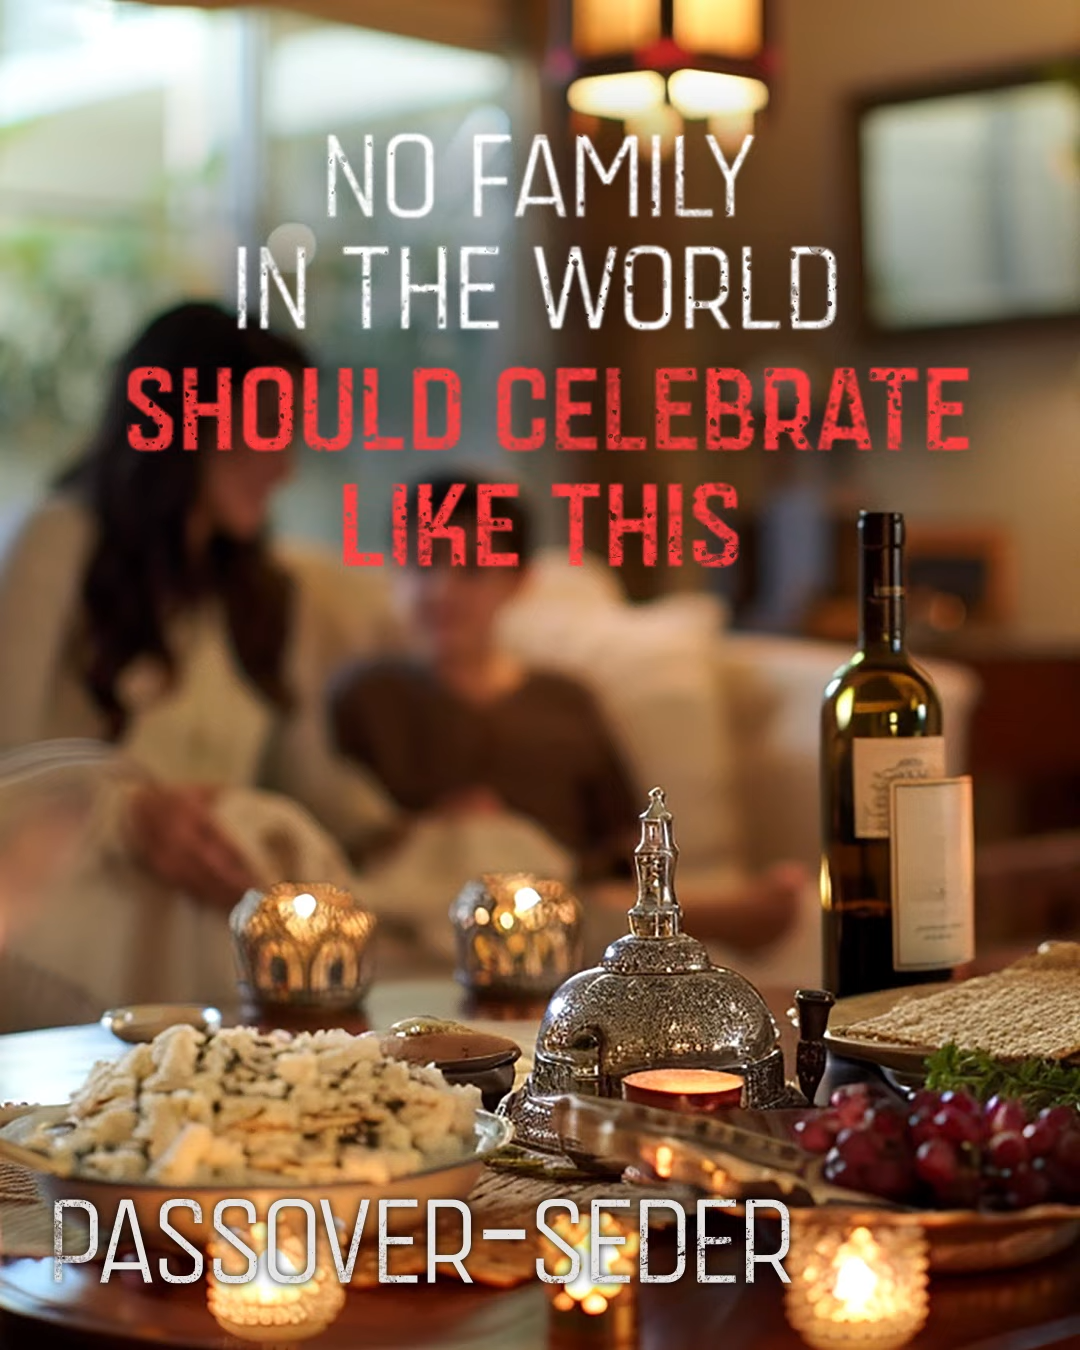 NO FAMILY
IN THE WORLD
SHOULD CELEBRATE
LIKE THIS
PASSOVER-SEDER